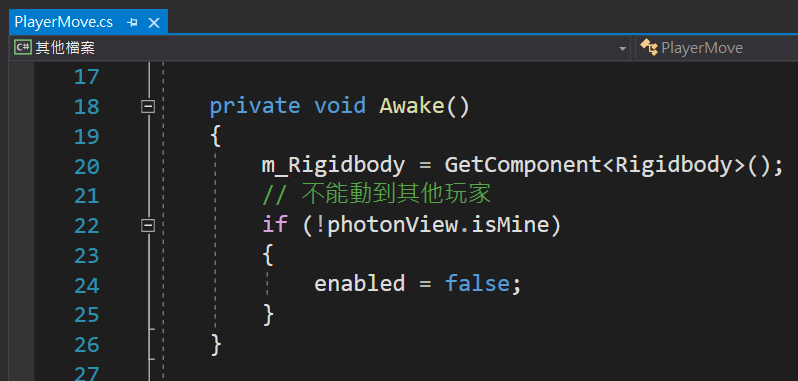 PlayerMove.cs
C# 其他檔案 PlayerMove
17
18 private void Awake()
19 {
20 m_Rigidbody = GetComponent<Rigidbody>();
21 // 不能動到其他玩家
22 if (!photonView.isMine)
23 {
24 enabled = false;
25 }
26 }
27